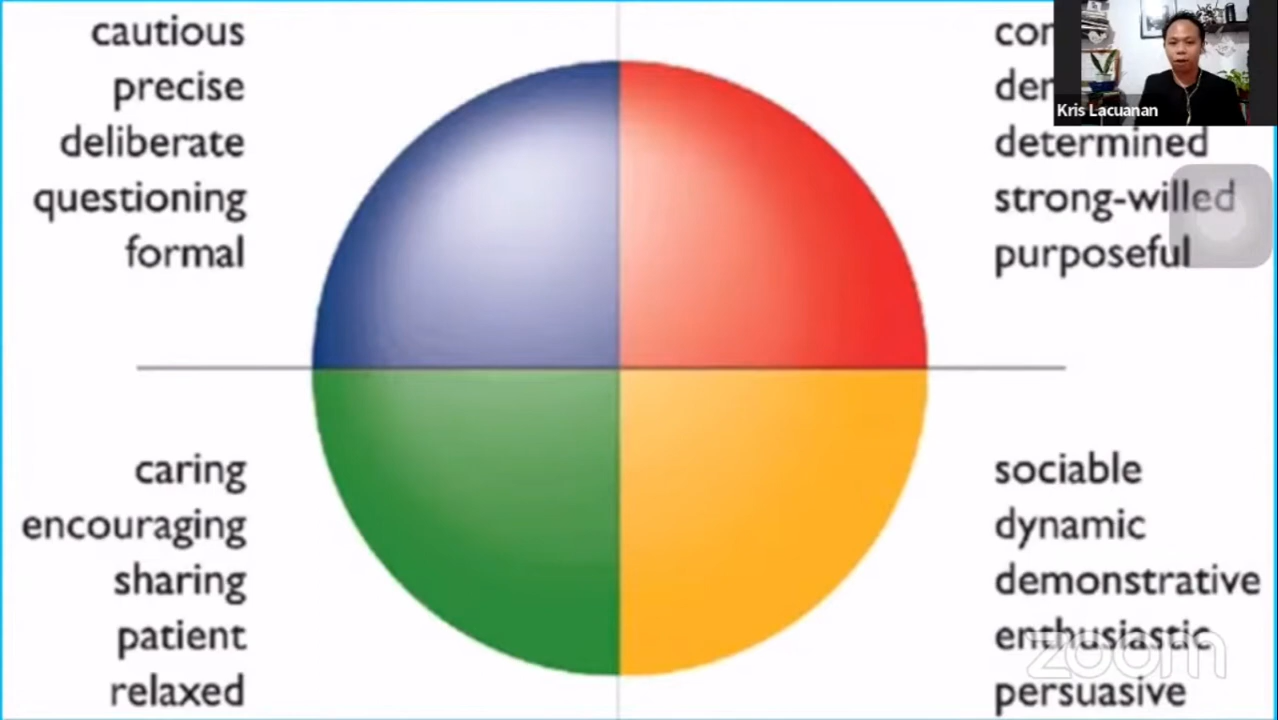 cautious
precise
deliberate
questioning
formal
Kris Lacuanan
determined
strong-willed
purposeful
caring
encouraging
sharing
patient
relaxed
sociable
dynamic
demonstrative
enthusiastic
persuasive
zoom